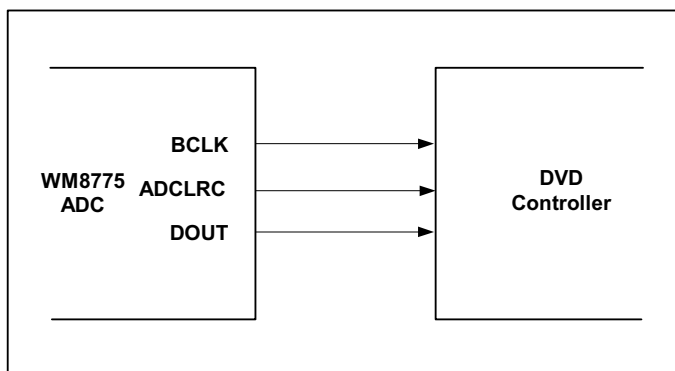 BCLK
WM8775
ADC
ADCLRC
DOUT
DVD
Controller